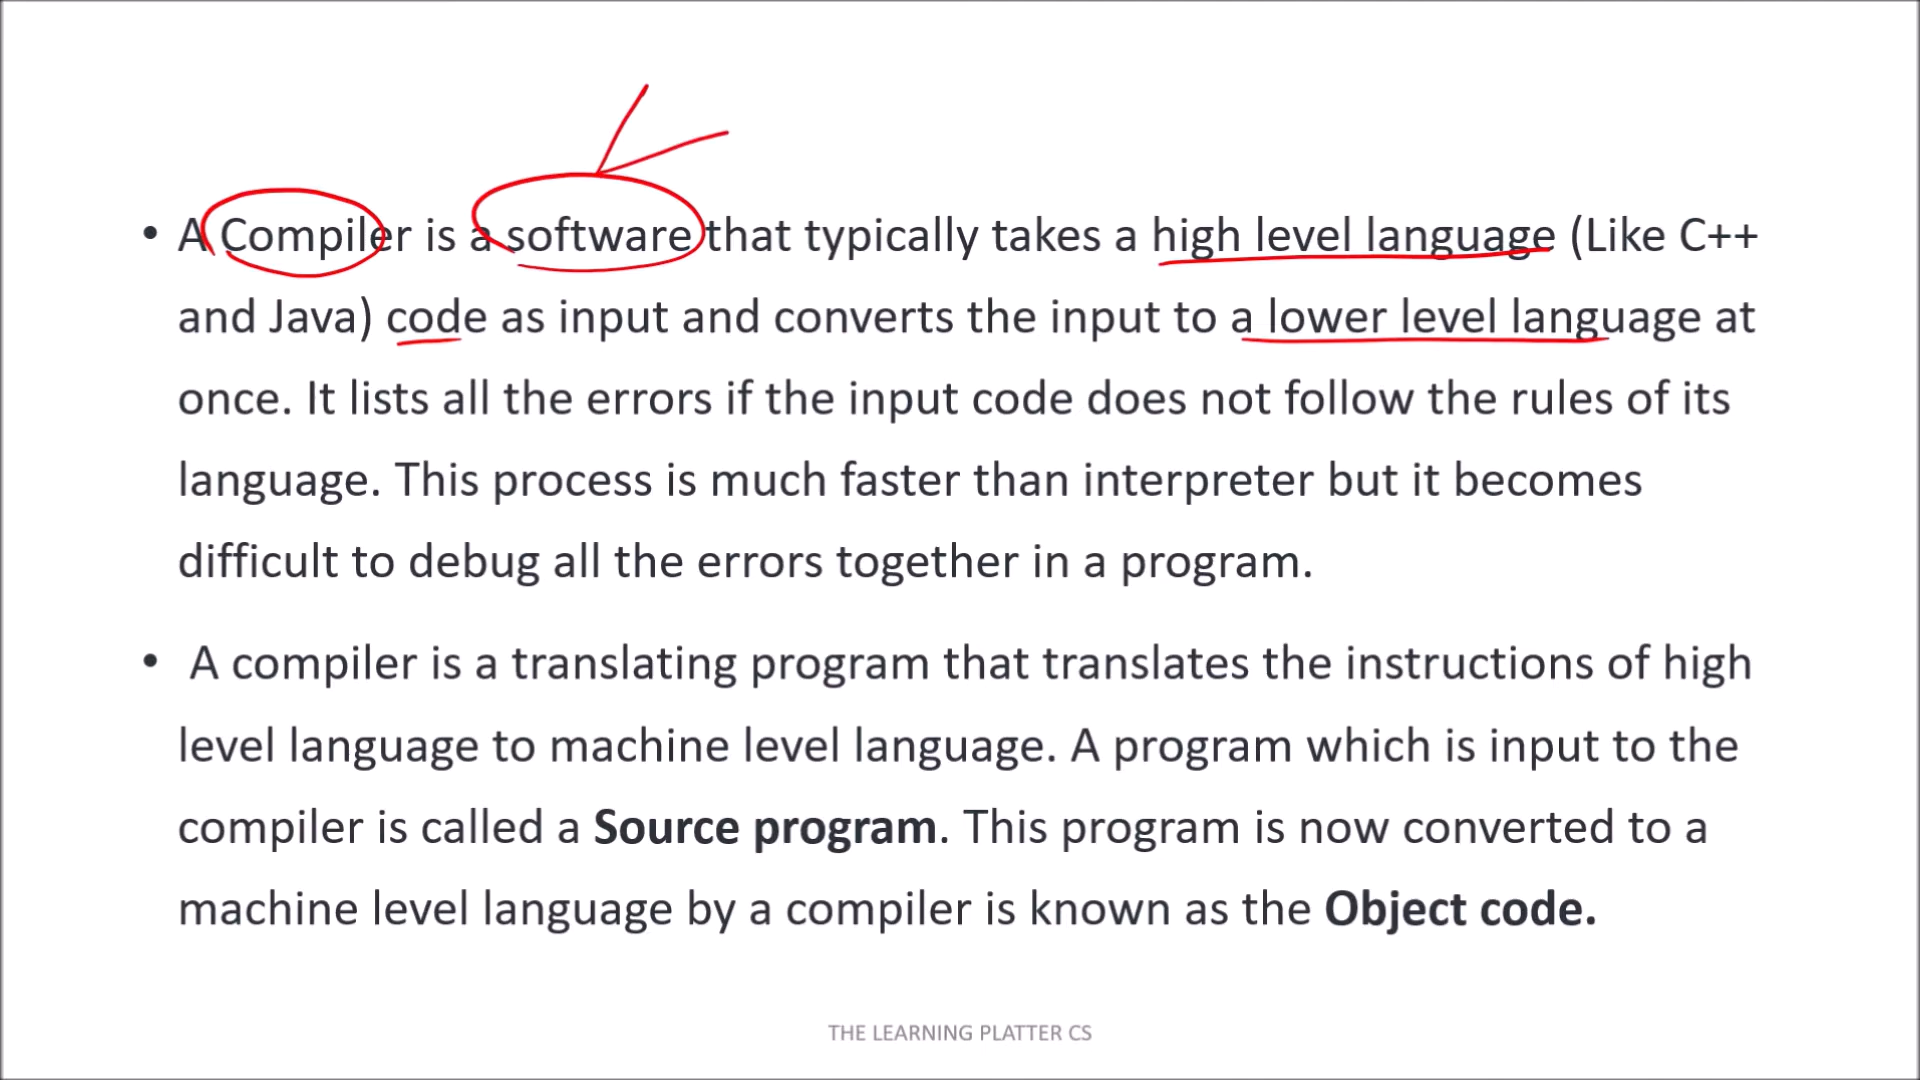 • A Compiler is a software that typically takes a high level language (Like C++
and Java) code as input and converts the input to a lower level language at
once. It lists all the errors if the input code does not follow the rules of its
language. This process is much faster than interpreter but it becomes
difficult to debug all the errors together in a program.
• A compiler is a translating program that translates the instructions of high
level language to machine level language. A program which is input to the
compiler is called a Source program. This program is now converted to a
machine level language by a compiler is known as the Object code.
THE LEARNING PLATTER CS